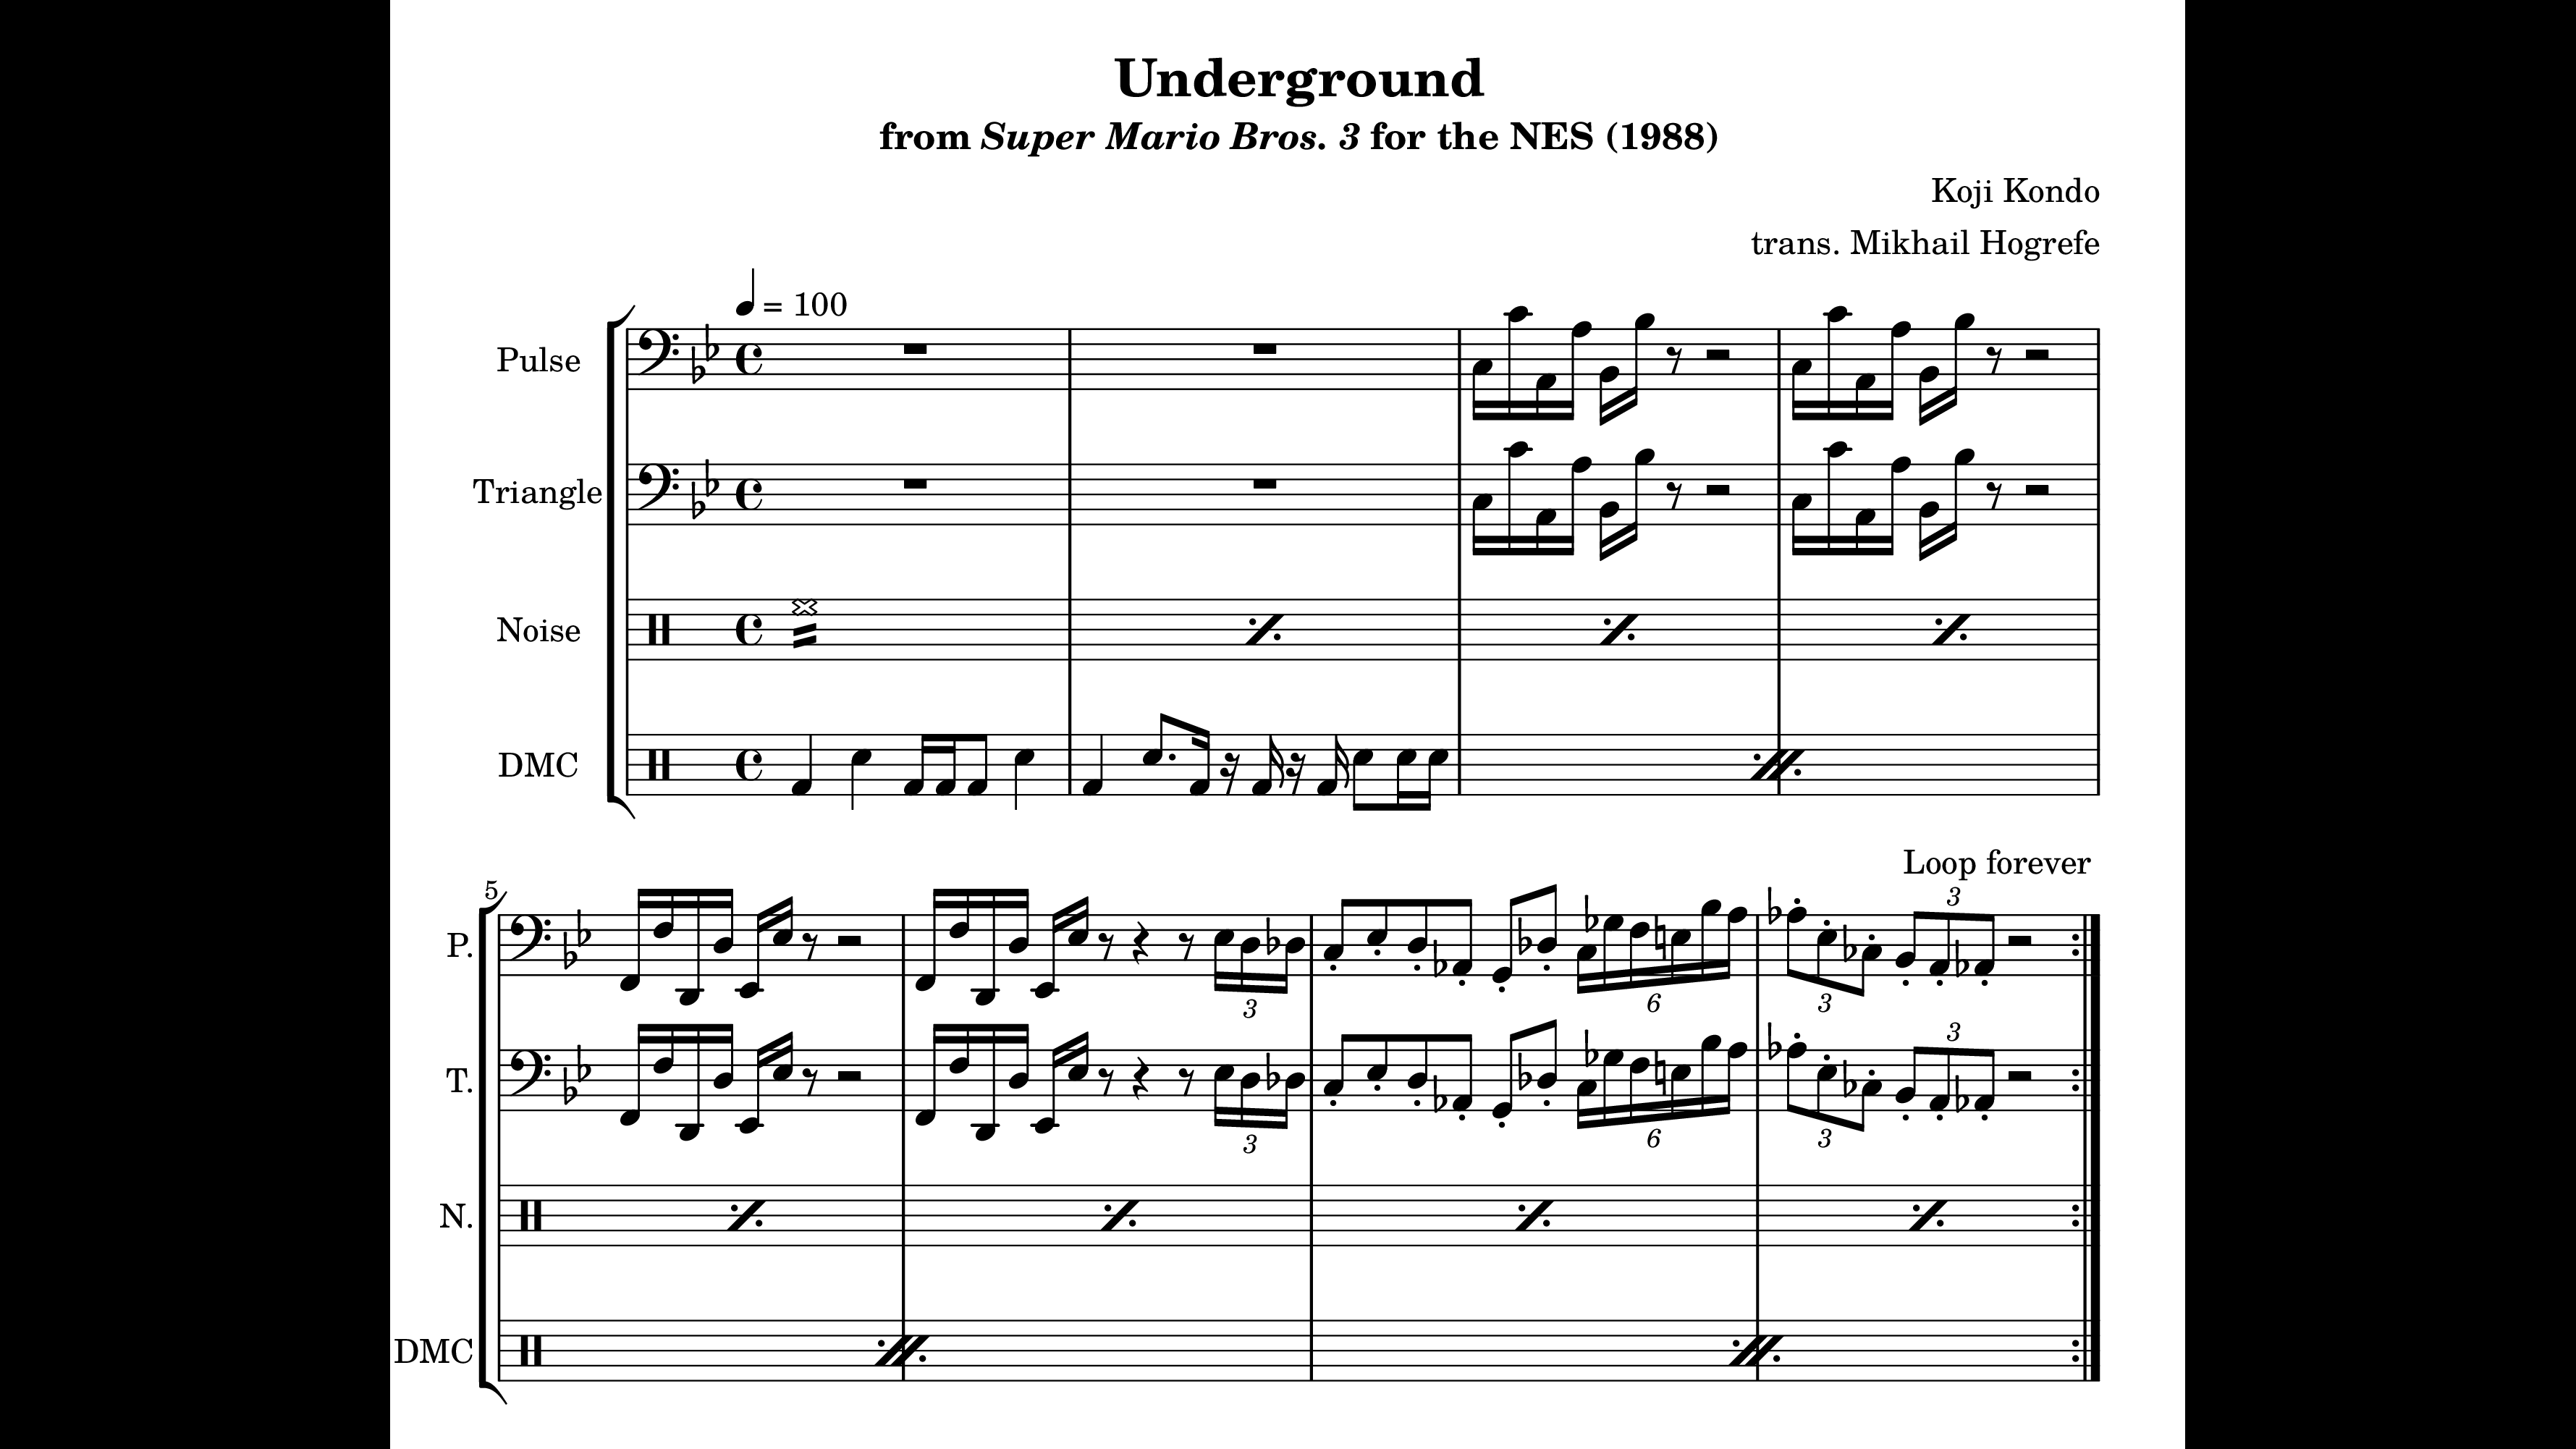 Underground
from Super Mario Bros. 3 for the NES (1988)
Koji Kondo
trans. Mikhail Hogrefe
= 100
Pulse
Triangle
Noise
DMC
Loop forever
5
P.
3
6
3
3
T.
3
6
3
3
N.
DMC